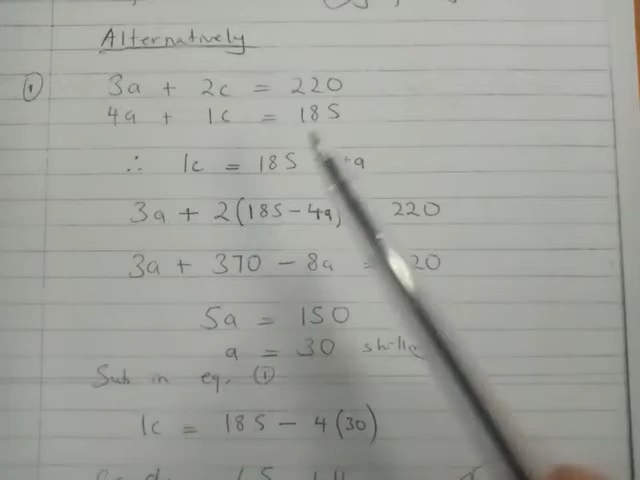 Alternatively
① 3a + 2c = 220
4a + 1c = 185
∴ 1c = 185 a
3a + 2(185 - 4a) 220
3a + 370 - 8a = 20
5a = 150
a = 30
Sub in eq. ①
1c = 185 - 4(30)